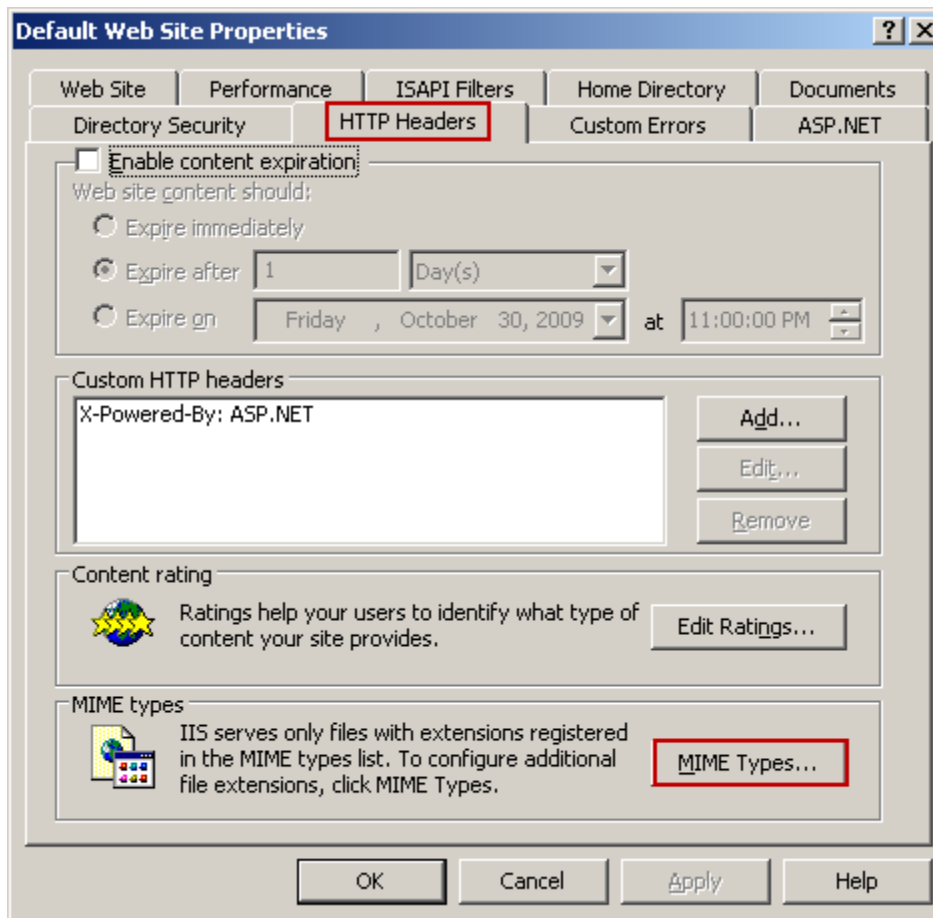 Default Web Site Properties
Web Site Performance ISAPI Filters Home Directory Documents
Directory Security HTTP Headers Custom Errors ASP.NET
Enable content expiration
Web site content should:
Expire immediately
Expire after 1 Day(s)
Expire on Friday , October 30, 2009 at 11:00:00 PM
Custom HTTP headers
X-Powered-By: ASP.NET
Add...
Edit...
Remove
Content rating
Ratings help your users to identify what type of
content your site provides.
Edit Ratings...
MIME types
IIS serves only files with extensions registered
in the MIME types list. To configure additional
file extensions, click MIME Types.
MIME Types...
OK Cancel Apply Help